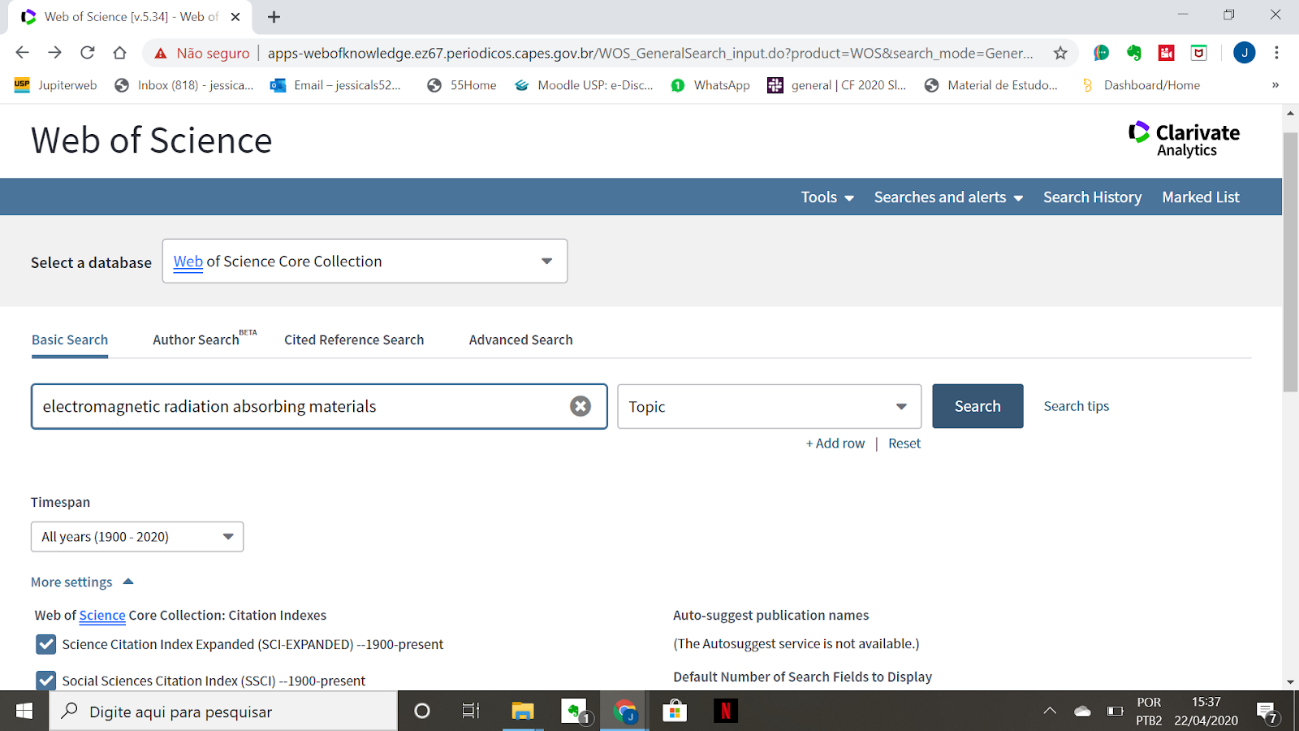 Web of Science [v.5.34] - Web of
Não seguro | apps-webofknowledge.ez67.periodicos.capes.gov.br/WOS_GeneralSearch_input.do?product=WOS&search_mode=Gener...
J
USP Jupiterweb Inbox (818) - jessica... Email – jessicals52... 55Home Moodle USP: e-Disc... 1 WhatsApp general | CF 2020 Sl... Material de Estudo... Dashboard/Home »
Web of Science
Clarivate
Analytics
Tools Searches and alerts Search History Marked List
Select a database Web of Science Core Collection
Basic Search Author Search BETA Cited Reference Search Advanced Search
electromagnetic radiation absorbing materials Topic Search Search tips
+ Add row | Reset
Timespan
All years (1900 - 2020)
More settings
Web of Science Core Collection: Citation Indexes Auto-suggest publication names
Science Citation Index Expanded (SCI-EXPANDED) --1900-present (The Autosuggest service is not available.)
Social Sciences Citation Index (SSCI) --1900-present Default Number of Search Fields to Display
Digite aqui para pesquisar 1 J N POR 15:37
PTB2 22/04/2020 7